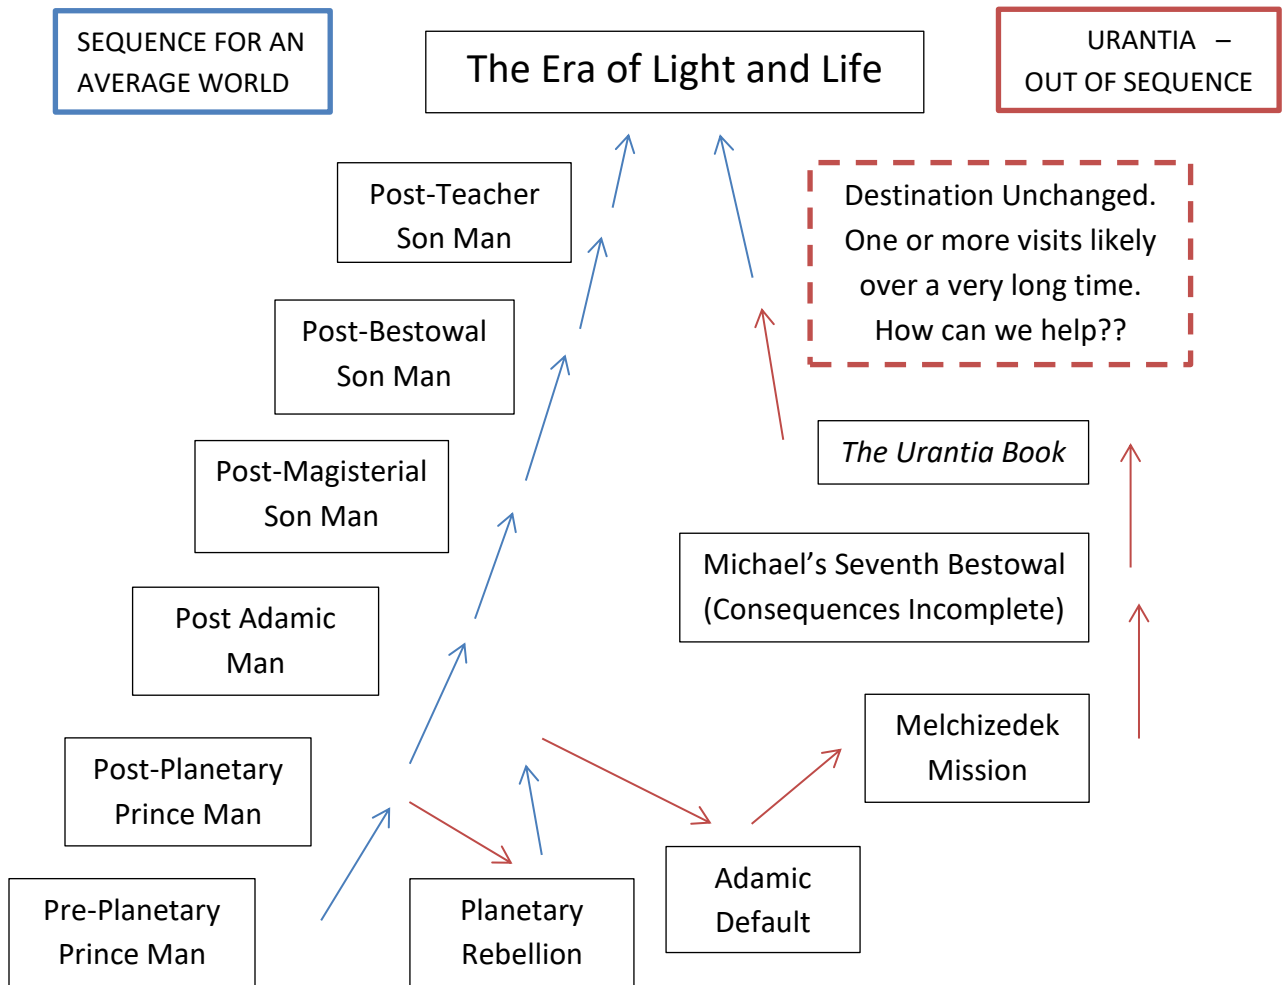 SEQUENCE FOR AN
AVERAGE WORLD
The Era of Light and Life
URANTIA –
OUT OF SEQUENCE
Post-Teacher
Son Man
Destination Unchanged.
One or more visits likely
over a very long time.
How can we help??
Post-Bestowal
Son Man
The Urantia Book
Post-Magisterial
Son Man
Michael’s Seventh Bestowal
(Consequences Incomplete)
Post Adamic
Man
Melchizedek
Mission
Post-Planetary
Prince Man
Adamic
Default
Pre-Planetary
Prince Man
Planetary
Rebellion